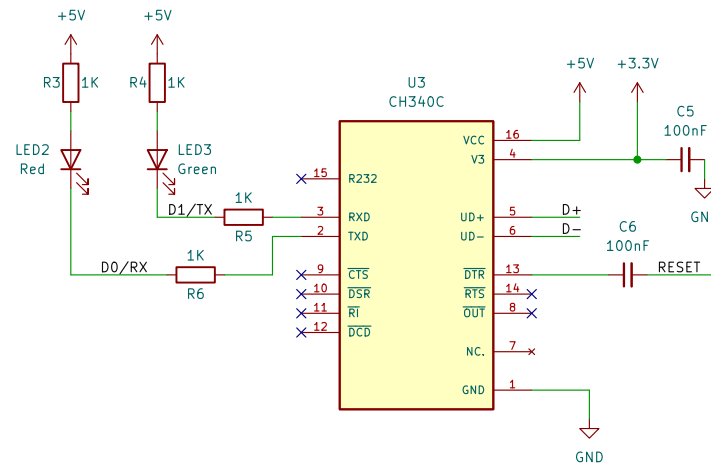 +5V
+5V
R3 1K
R4 1K
LED2
Red
LED3
Green
D1/TX
1K
R5
D0/RX
1K
R6
U3
CH340C
15 R232
3 RXD
2 TXD
9 CTS
10 DSR
11 RI
12 DCD
VCC 16
V3 4
UD+ 5
UD- 6
DTR 13
RTS 14
OUT 8
NC. 7
GND 1
+5V
+3.3V
C5
100nF
GN
D+
D-
C6
100nF
RESET
GND